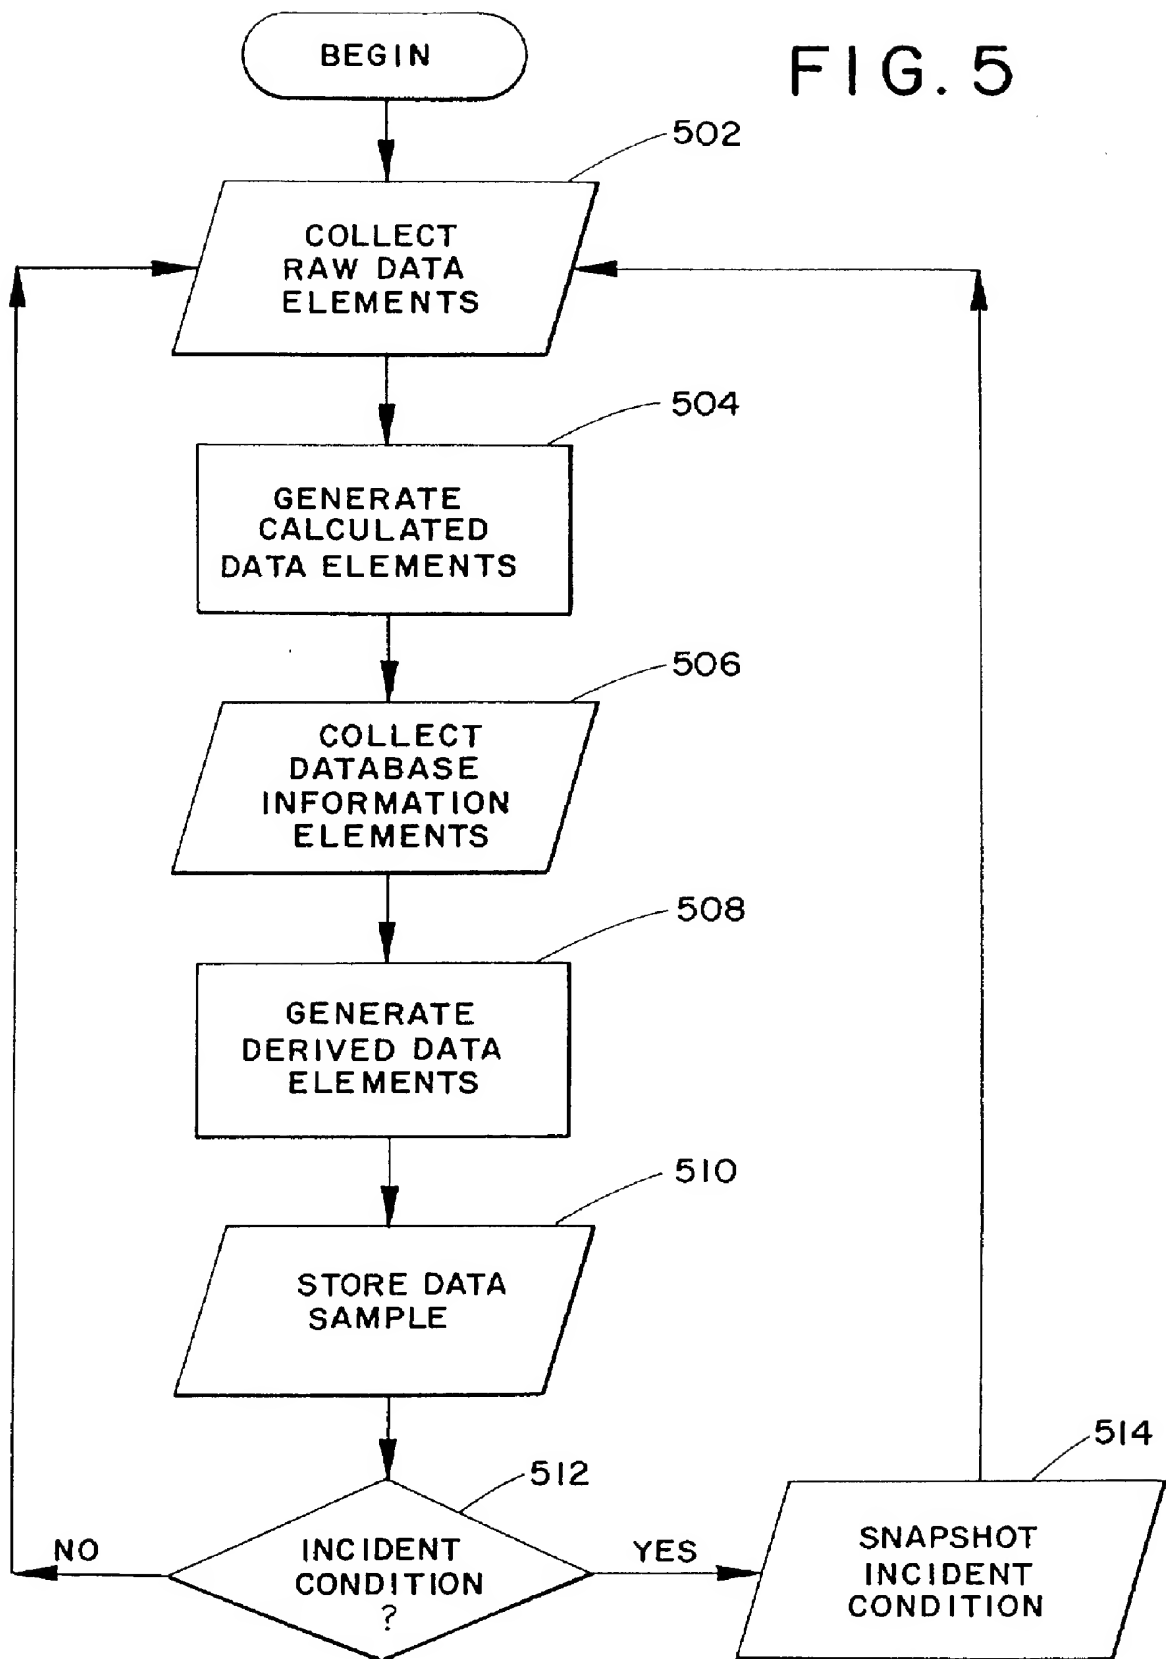 BEGIN
FIG. 5
502
COLLECT
RAW DATA
ELEMENTS
504
GENERATE
CALCULATED
DATA ELEMENTS
506
COLLECT
DATABASE
INFORMATION
ELEMENTS
508
GENERATE
DERIVED DATA
ELEMENTS
510
STORE DATA
SAMPLE
512
INCIDENT
CONDITION
?
NO
YES
514
SNAPSHOT
INCIDENT
CONDITION